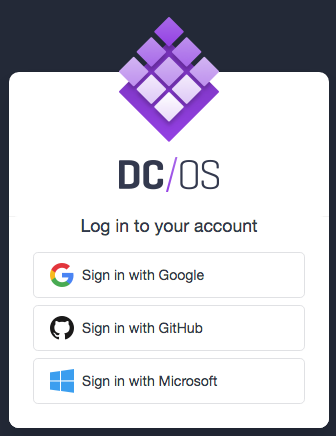 DC/OS
Log in to your account
Sign in with Google
Sign in with GitHub
Sign in with Microsoft